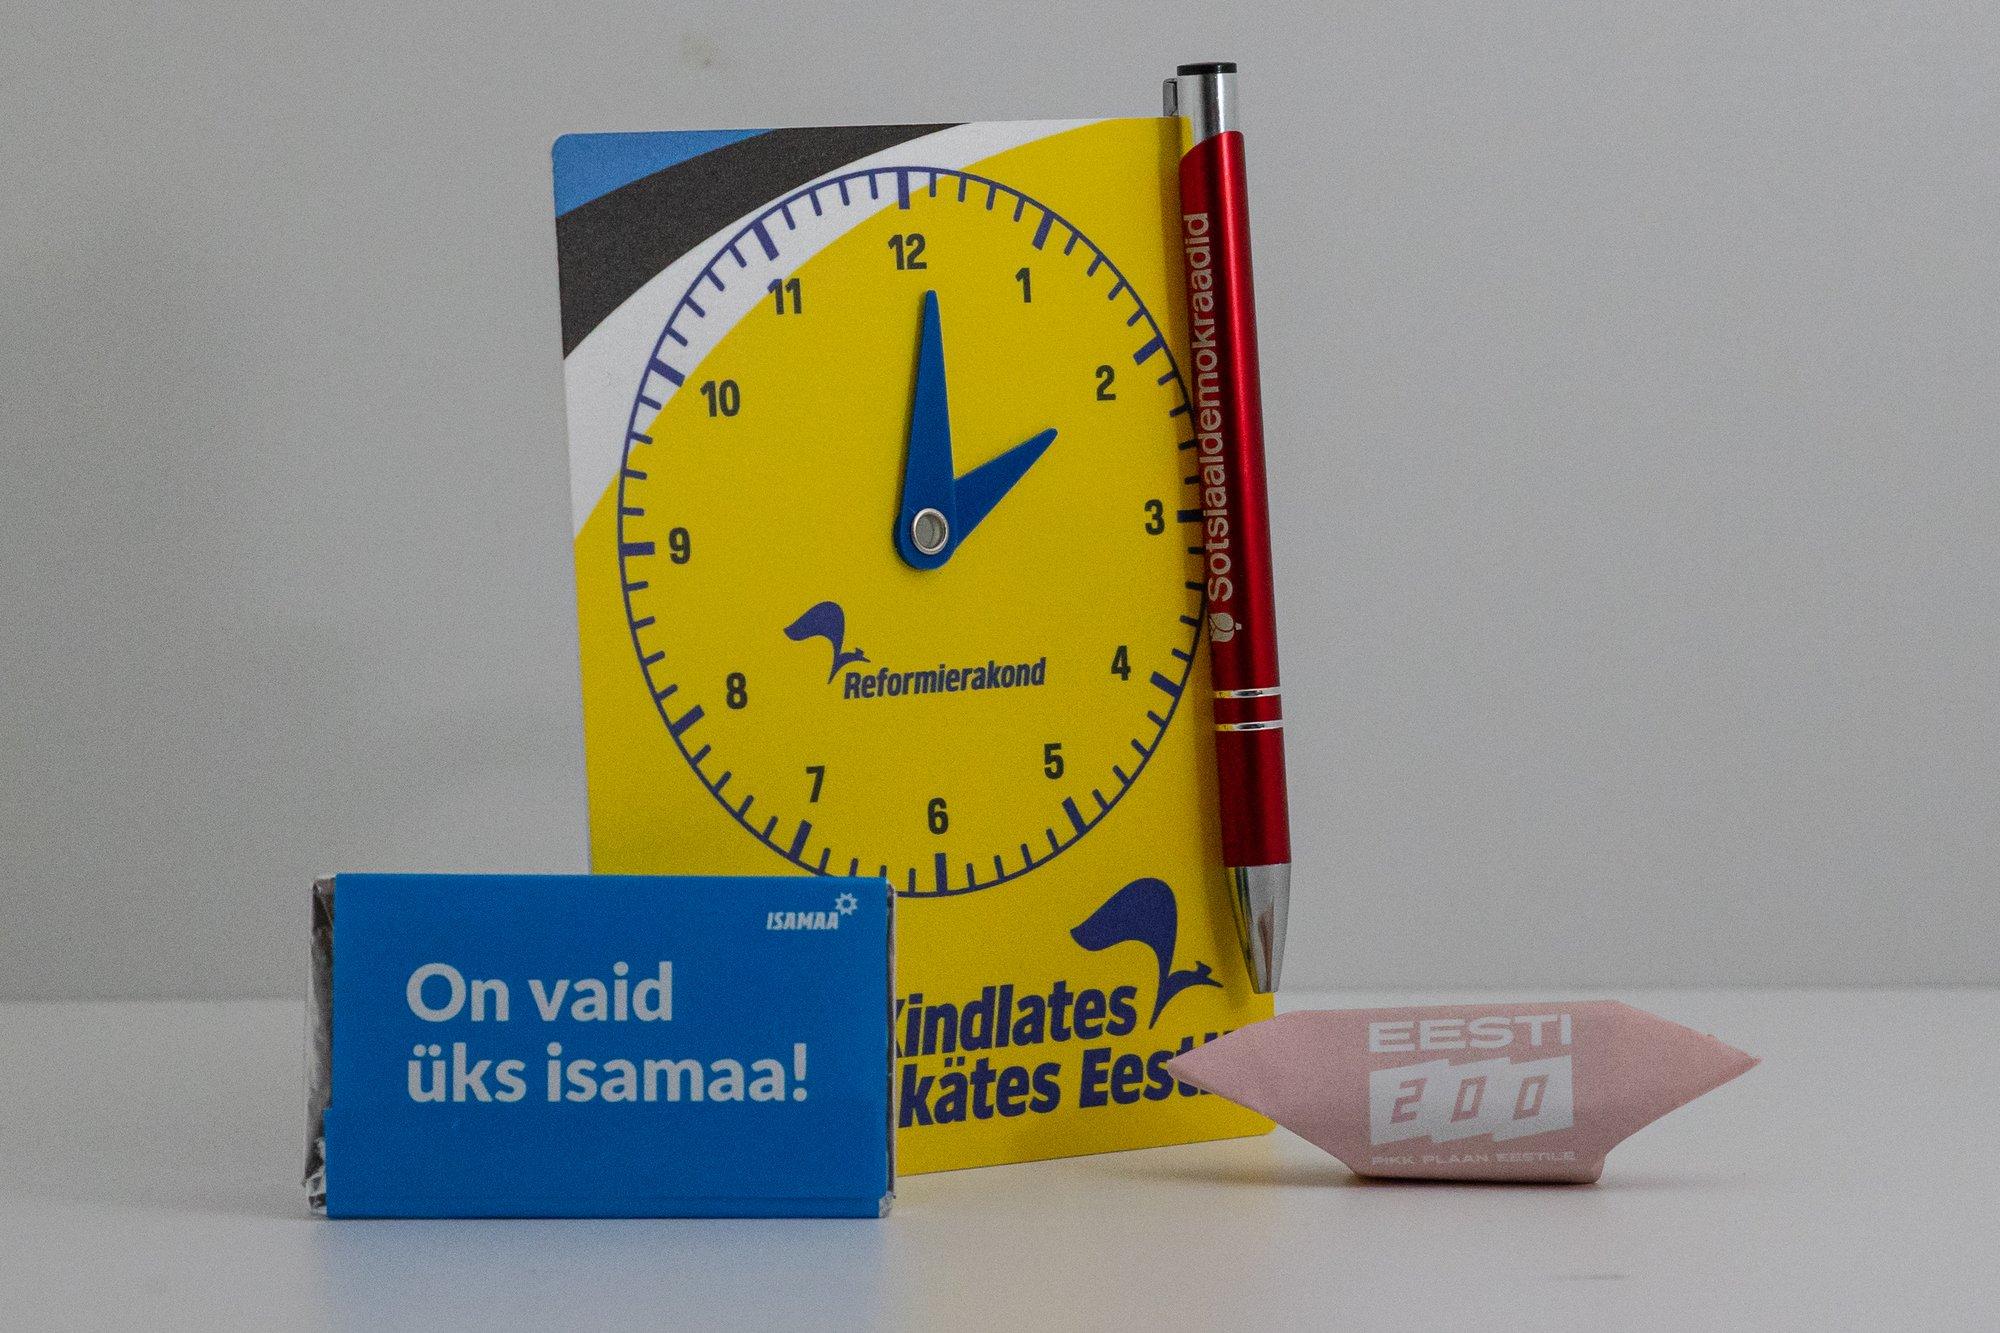 12
1
2
3
4
5
6
7
8
9
10
11
Reformierakond
indlates
kätes Eesti
Sotsiaaldemokraadid
ISAMAA
On vaid
üks isamaa!
EESTI
200
PIKK PLAAN EESTILE